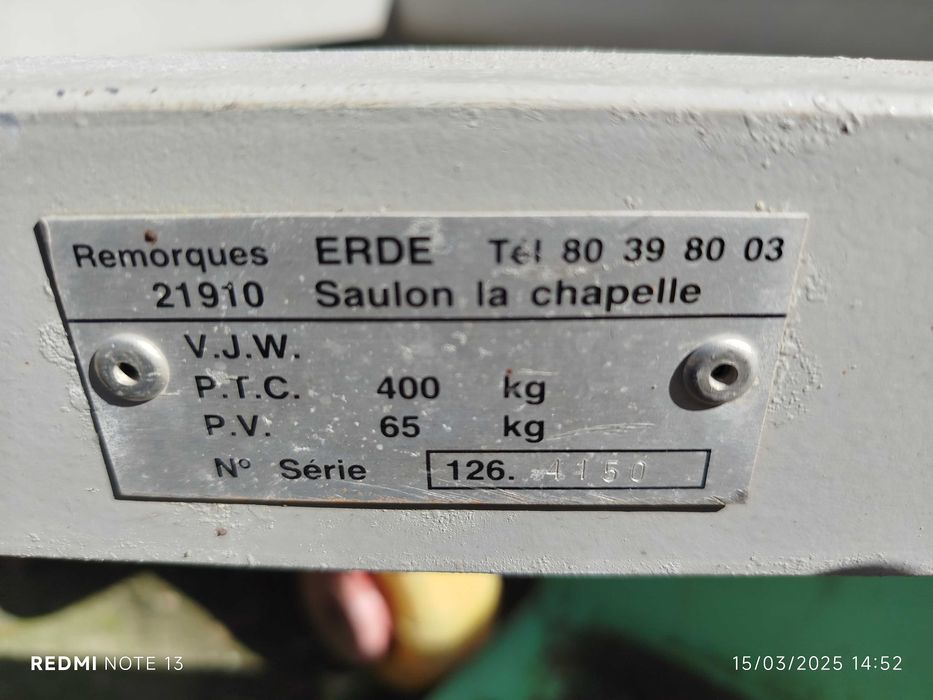 Remorques ERDE Tél 80 39 80 03
21910 Saulon la chapelle
V.J.W.
P.T.C. 400 kg
P.V. 65 kg
N° Série 126. 4150
REDMI NOTE 13 15/03/2025 14:52